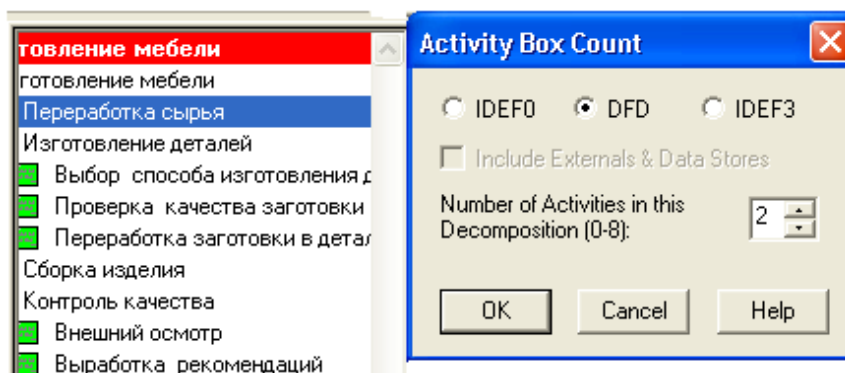 товление мебели
готовление мебели
Переработка сырья
Изготовление деталей
Выбор способа изготовления д
Проверка качества заготовки
Переработка заготовки в детал
Сборка изделия
Контроль качества
Внешний осмотр
Выработка рекомендаций
Activity Box Count
IDEF0 DFD IDEF3
Include Externals & Data Stores
Number of Activities in this
Decomposition (0-8):
2
OK Cancel Help